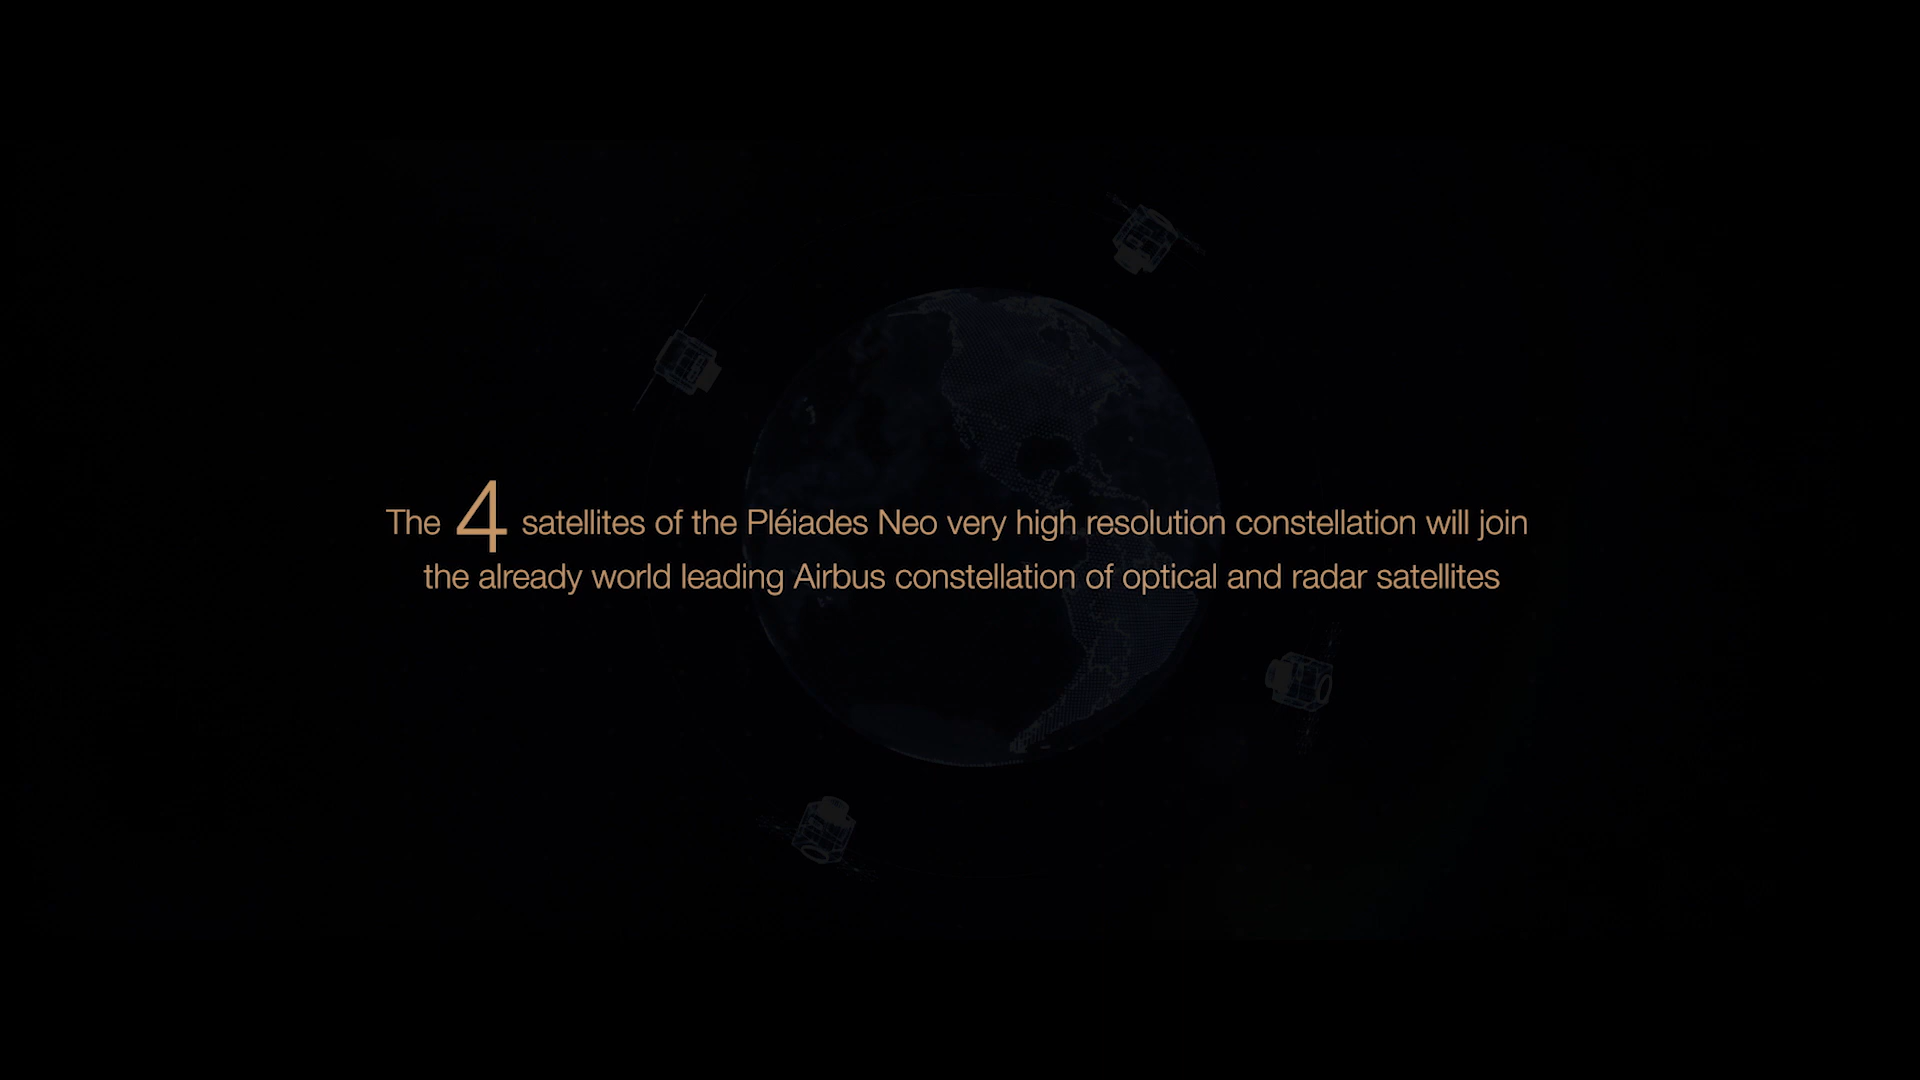 The 4 satellites of the Pléiades Neo very high resolution constellation will join
the already world leading Airbus constellation of optical and radar satellites